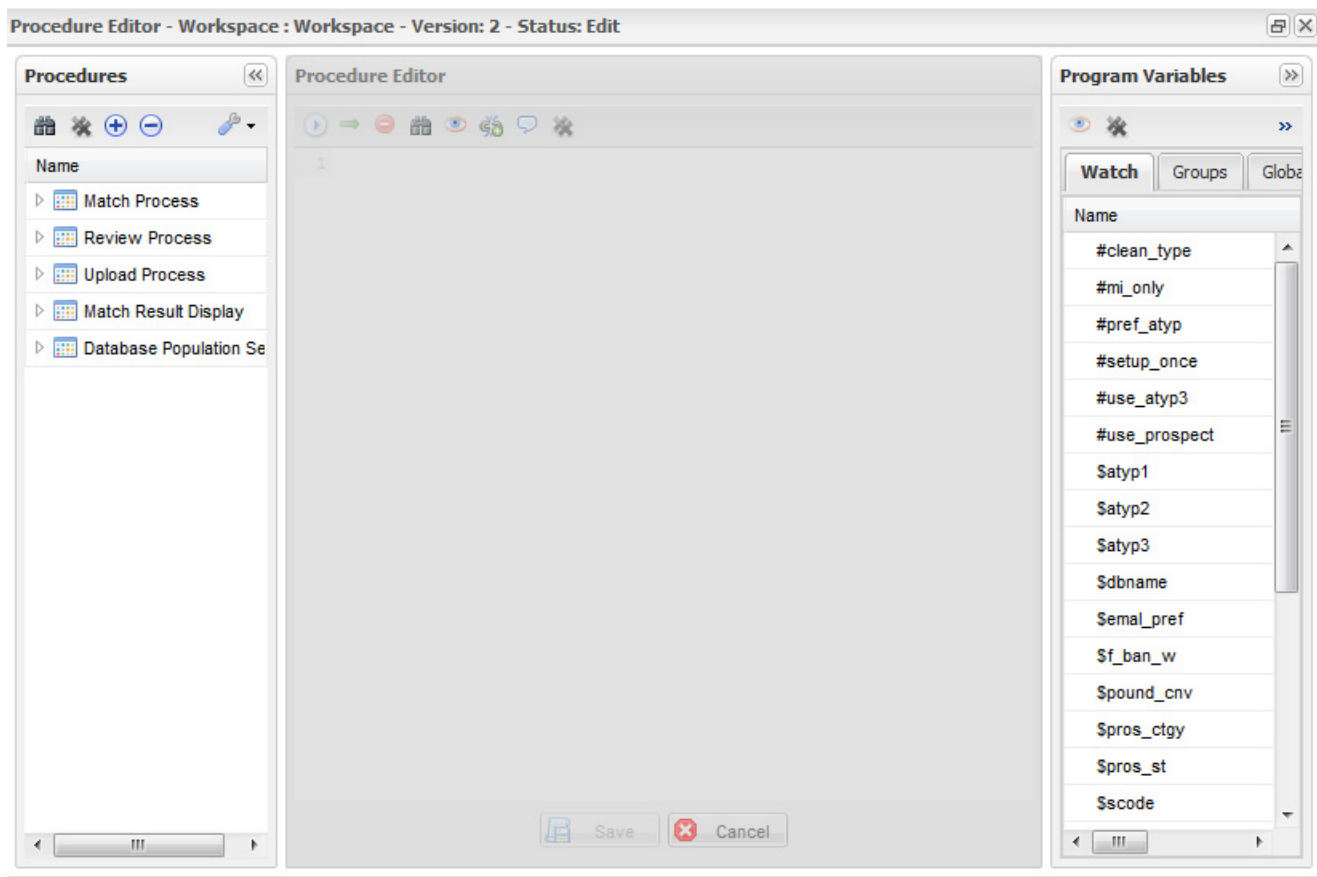 Procedure Editor - Workspace : Workspace - Version: 2 - Status: Edit
Procedures
Name
Match Process
Review Process
Upload Process
Match Result Display
Database Population Se
Procedure Editor
1
Save
Cancel
Program Variables
Watch Groups Globa
Name
#clean_type
#mi_only
#pref_atyp
#setup_once
#use_atyp3
#use_prospect
$atyp1
$atyp2
$atyp3
$dbname
$emal_pref
$f_ban_w
$pound_cnv
$pros_ctgy
$pros_st
$scode